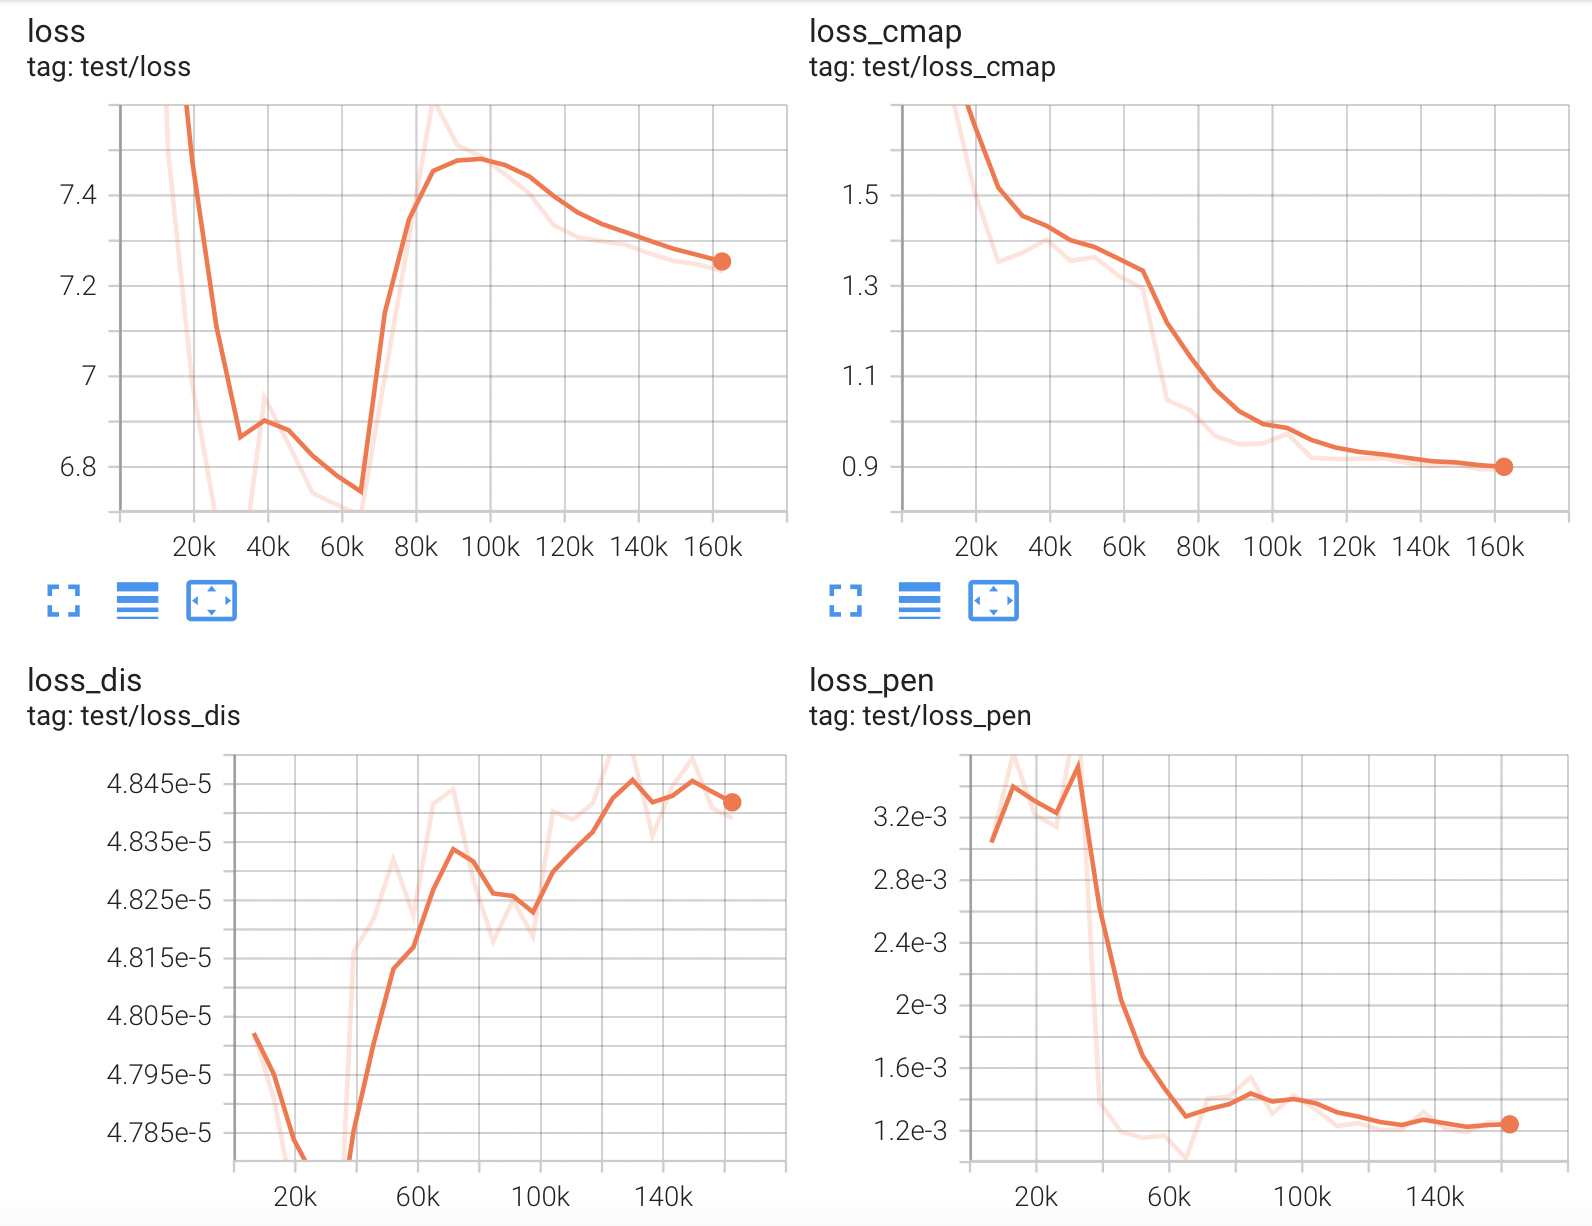 loss
tag: test/loss
7.4
7.2
7
6.8
20k 40k 60k 80k 100k 120k 140k 160k
loss_cmap
tag: test/loss_cmap
1.5
1.3
1.1
0.9
20k 40k 60k 80k 100k 120k 140k 160k
loss_dis
tag: test/loss_dis
4.845e-5
4.835e-5
4.825e-5
4.815e-5
4.805e-5
4.795e-5
4.785e-5
20k 60k 100k 140k
loss_pen
tag: test/loss_pen
3.2e-3
2.8e-3
2.4e-3
2e-3
1.6e-3
1.2e-3
20k 60k 100k 140k